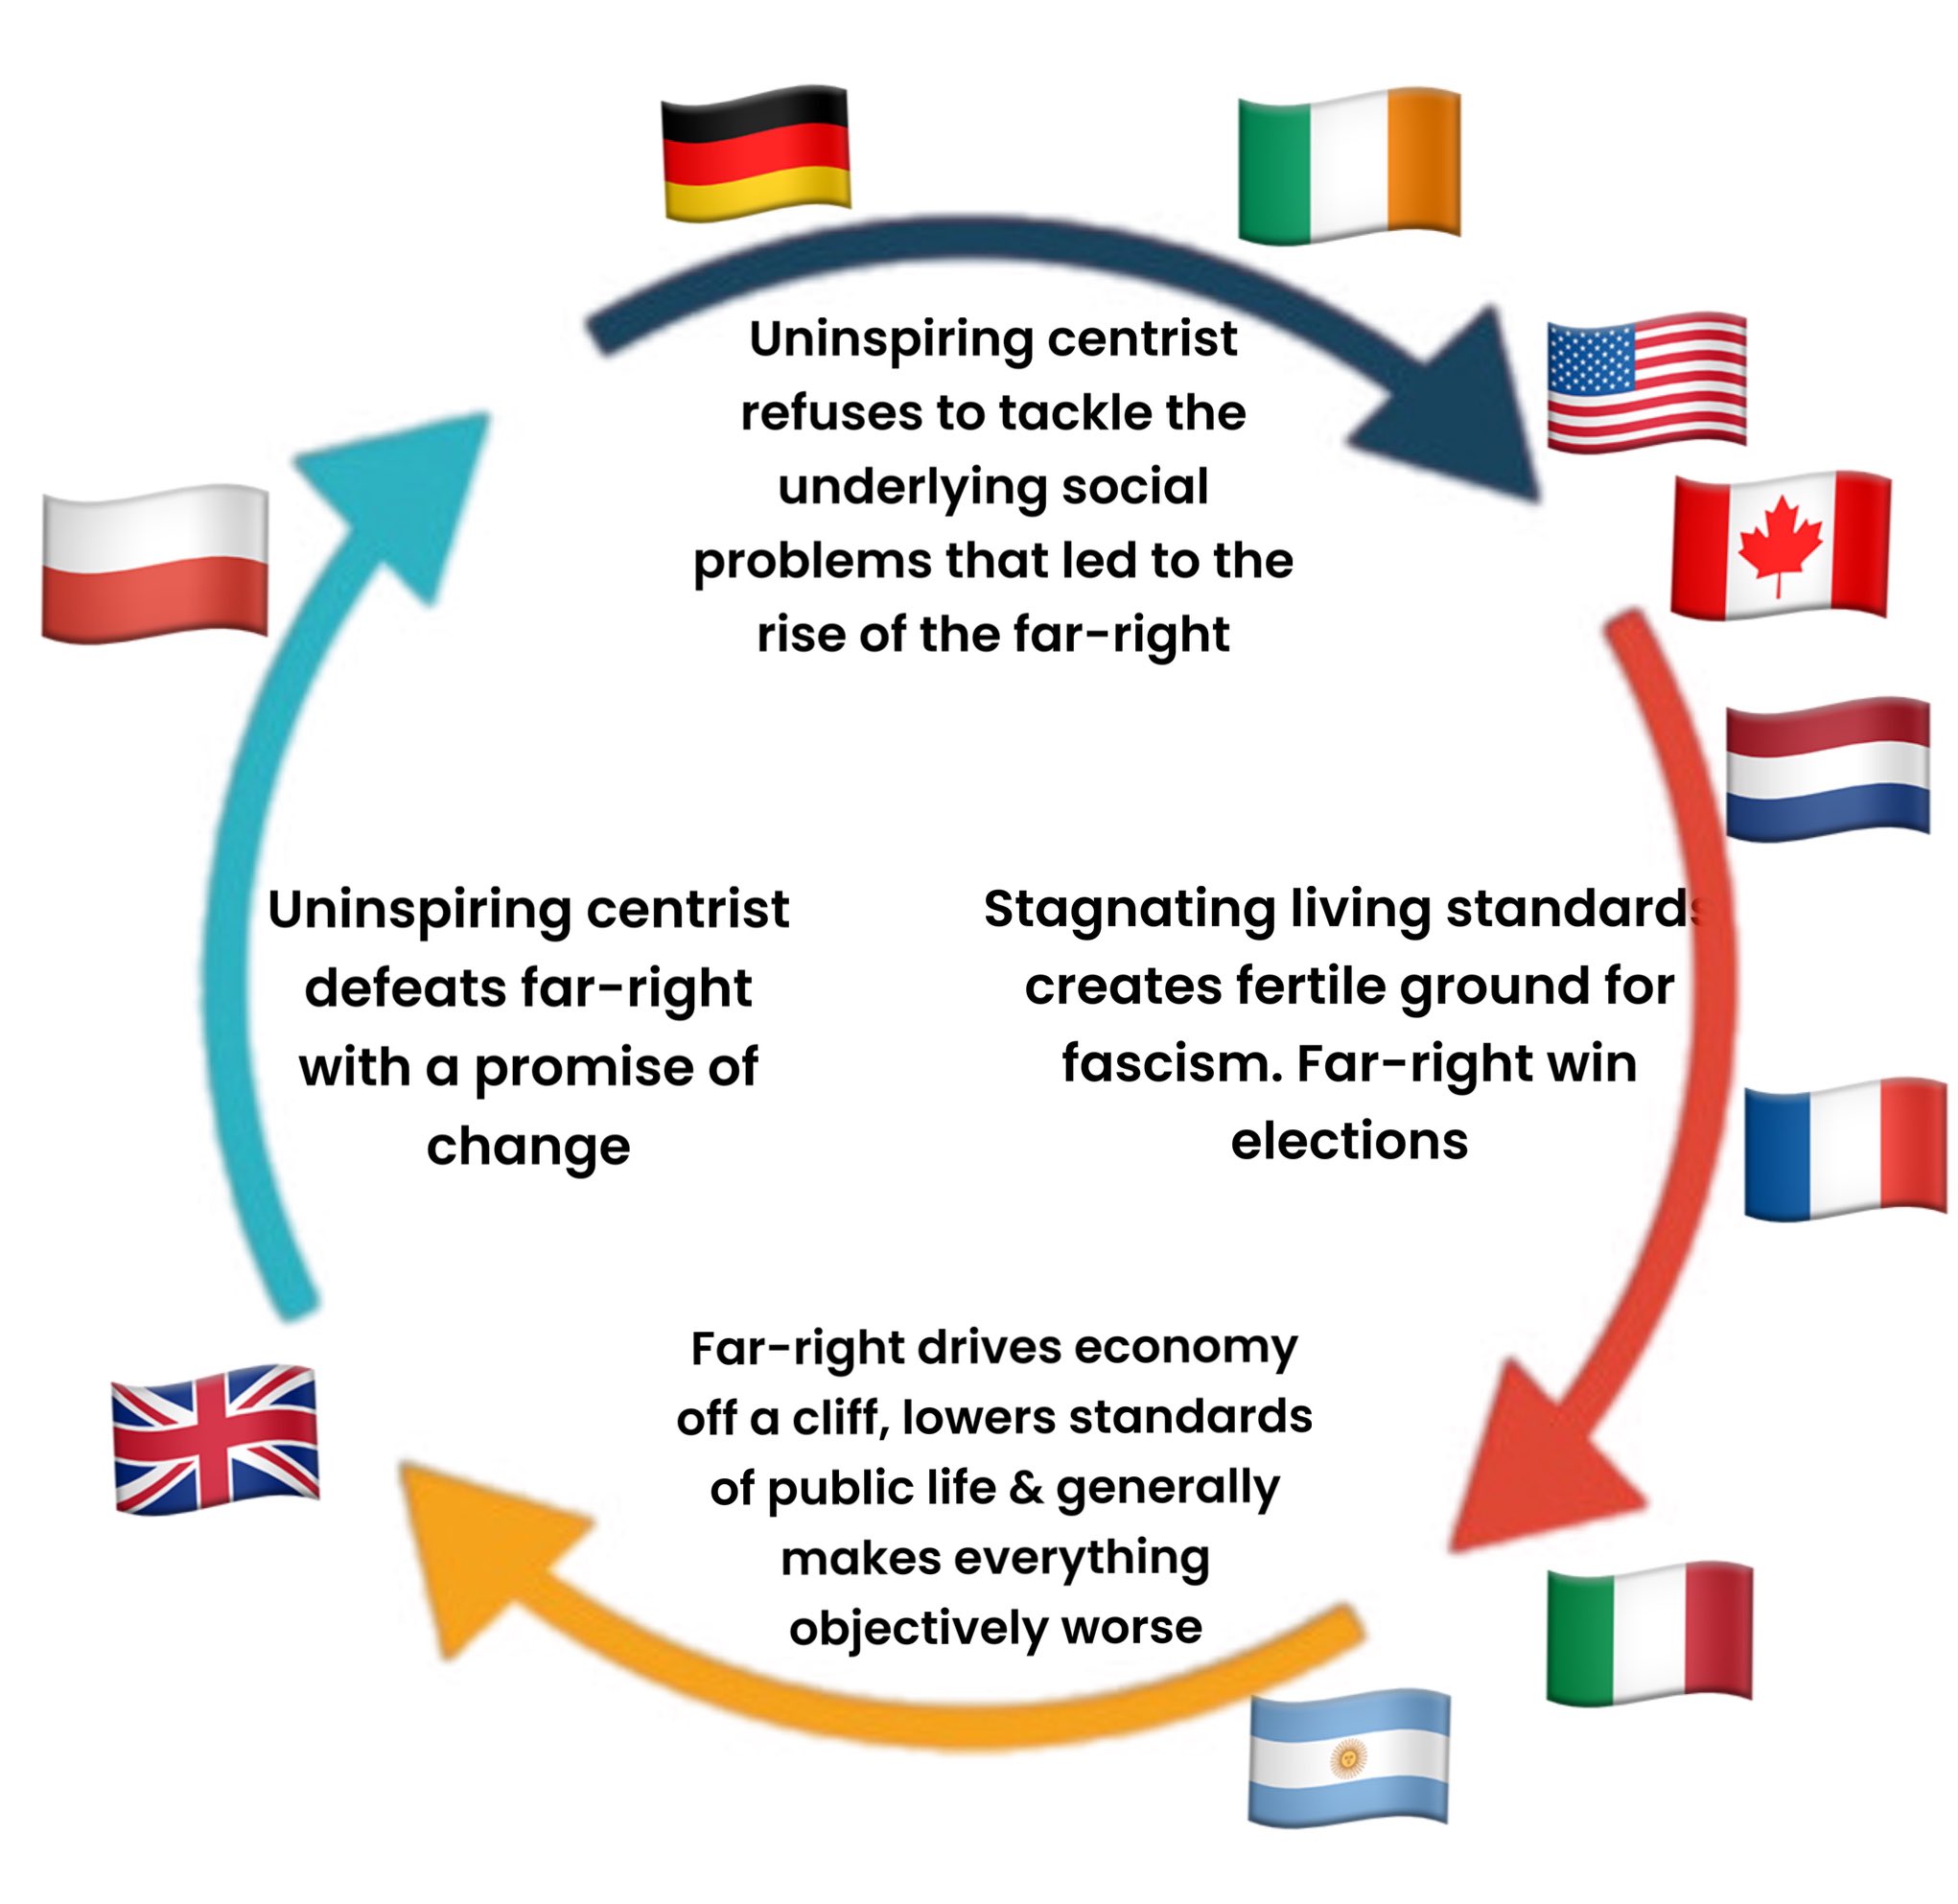 Uninspiring centrist
refuses to tackle the
underlying social
problems that led to the
rise of the far-right
Uninspiring centrist
defeats far-right
with a promise of
change
Stagnating living standards
creates fertile ground for
fascism. Far-right win
elections
Far-right drives economy
off a cliff, lowers standards
of public life & generally
makes everything
objectively worse